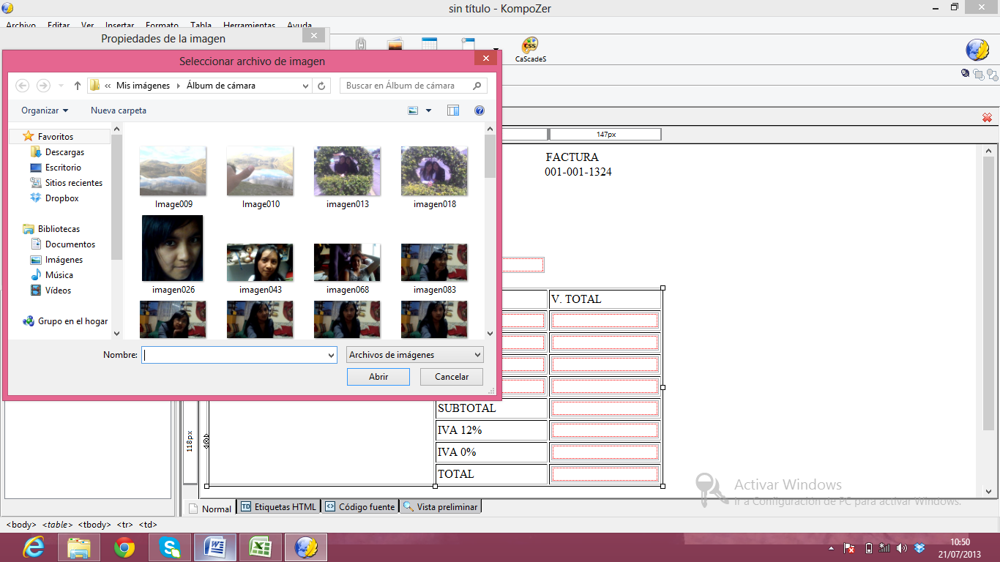 sin título - KompoZer
Archivo Editar Ver Insertar Formato Tabla Herramientas Ayuda
Propiedades de la imagen
CaScadeS
Seleccionar archivo de imagen
Mis imágenes Álbum de cámara
Buscar en Álbum de cámara
Organizar Nueva carpeta
Favoritos
Descargas
Escritorio
Sitios recientes
Dropbox
Bibliotecas
Documentos
Imágenes
Música
Vídeos
Grupo en el hogar
Image009 Image010 imagen013 imagen018
imagen026 imagen043 imagen068 imagen083
Nombre: Archivos de imágenes
Abrir Cancelar
147px
FACTURA
001-001-1324
V. TOTAL
SUBTOTAL
IVA 12%
IVA 0%
TOTAL
118px
Activar Windows
Ir a Configuración de PC para activar Windows.
Normal TD Etiquetas HTML Código fuente Vista preliminar
<body> <table> <tbody> <tr> <td>
10:50
21/07/2013